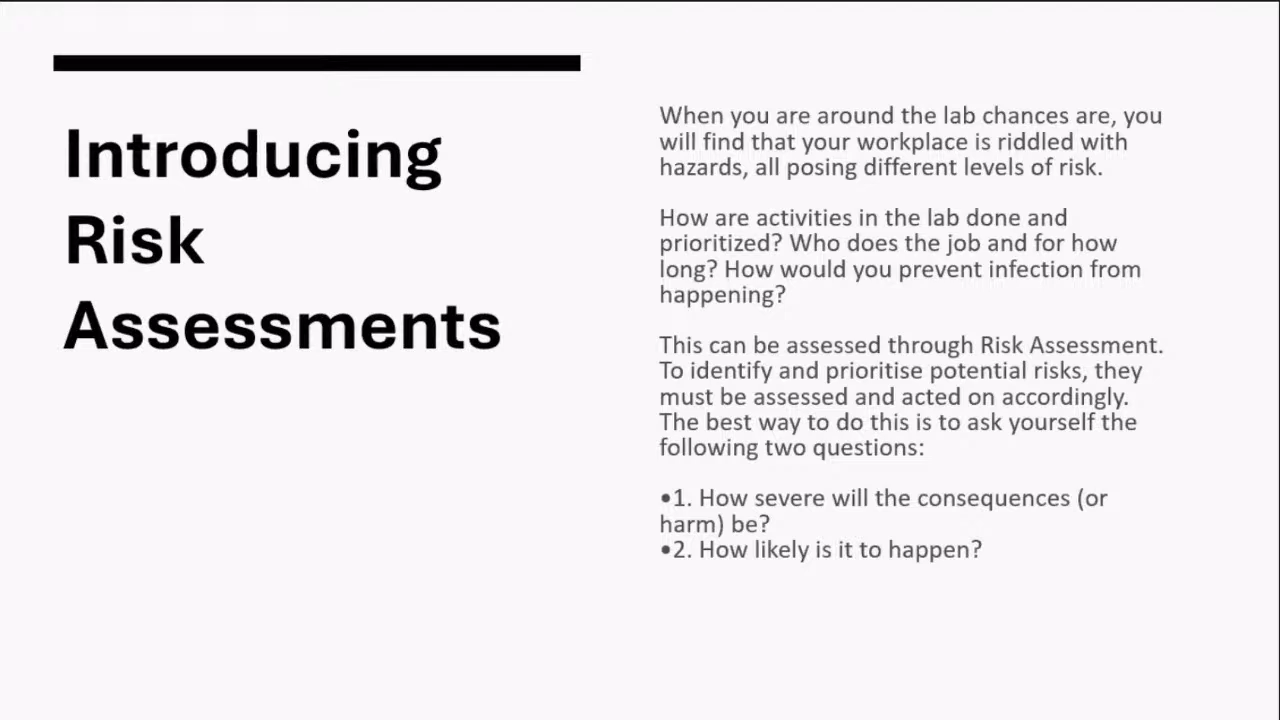 Introducing
Risk
Assessments
When you are around the lab chances are, you
will find that your workplace is riddled with
hazards, all posing different levels of risk.
How are activities in the lab done and
prioritized? Who does the job and for how
long? How would you prevent infection from
happening?
This can be assessed through Risk Assessment.
To identify and prioritise potential risks, they
must be assessed and acted on accordingly.
The best way to do this is to ask yourself the
following two questions:
•1. How severe will the consequences (or
harm) be?
•2. How likely is it to happen?